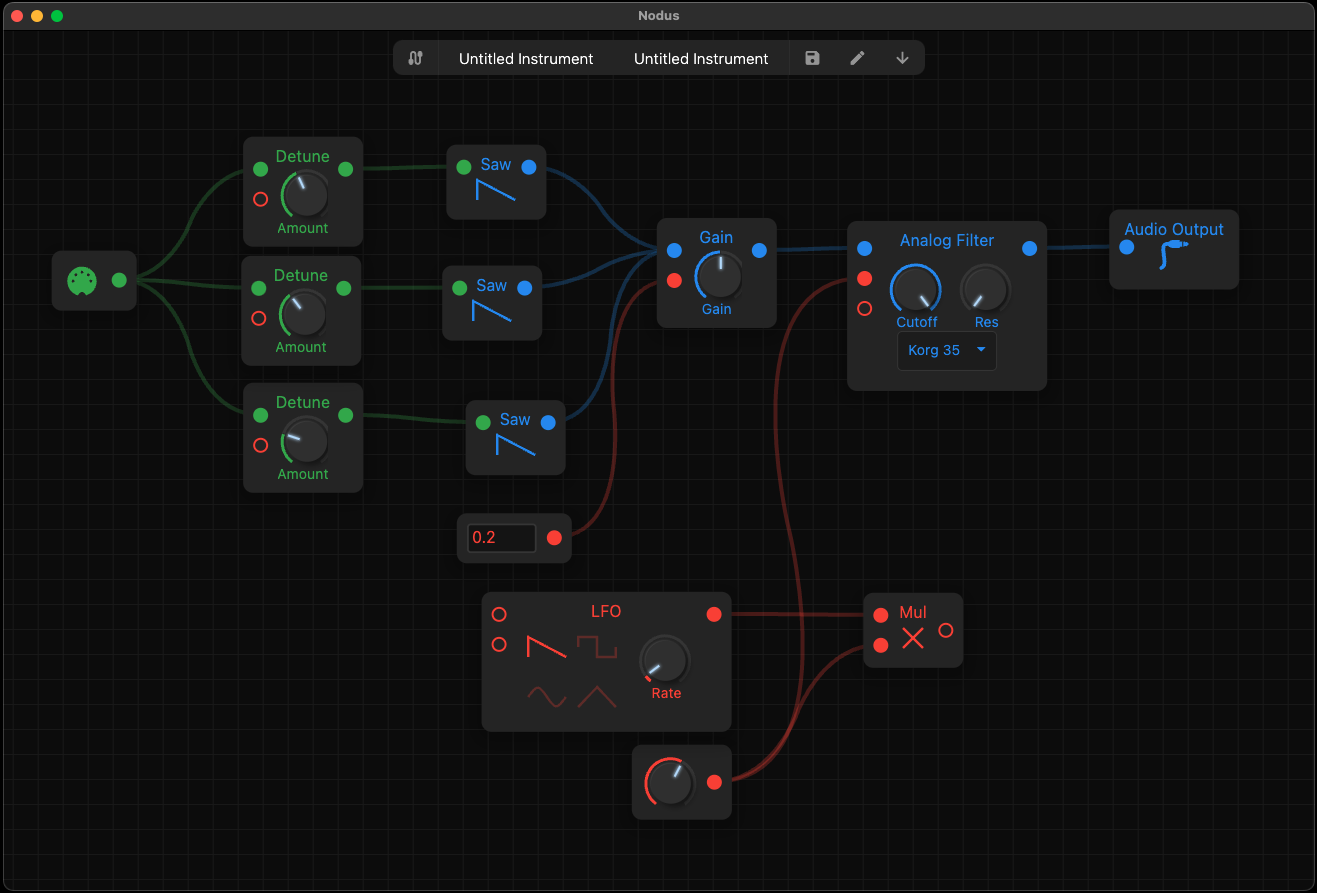 Nodus
Untitled Instrument
Untitled Instrument
Detune
Amount
Saw
Detune
Amount
Saw
Detune
Amount
Saw
Gain
Gain
Analog Filter
Cutoff
Res
Korg 35
Audio Output
0.2
LFO
Rate
Mul